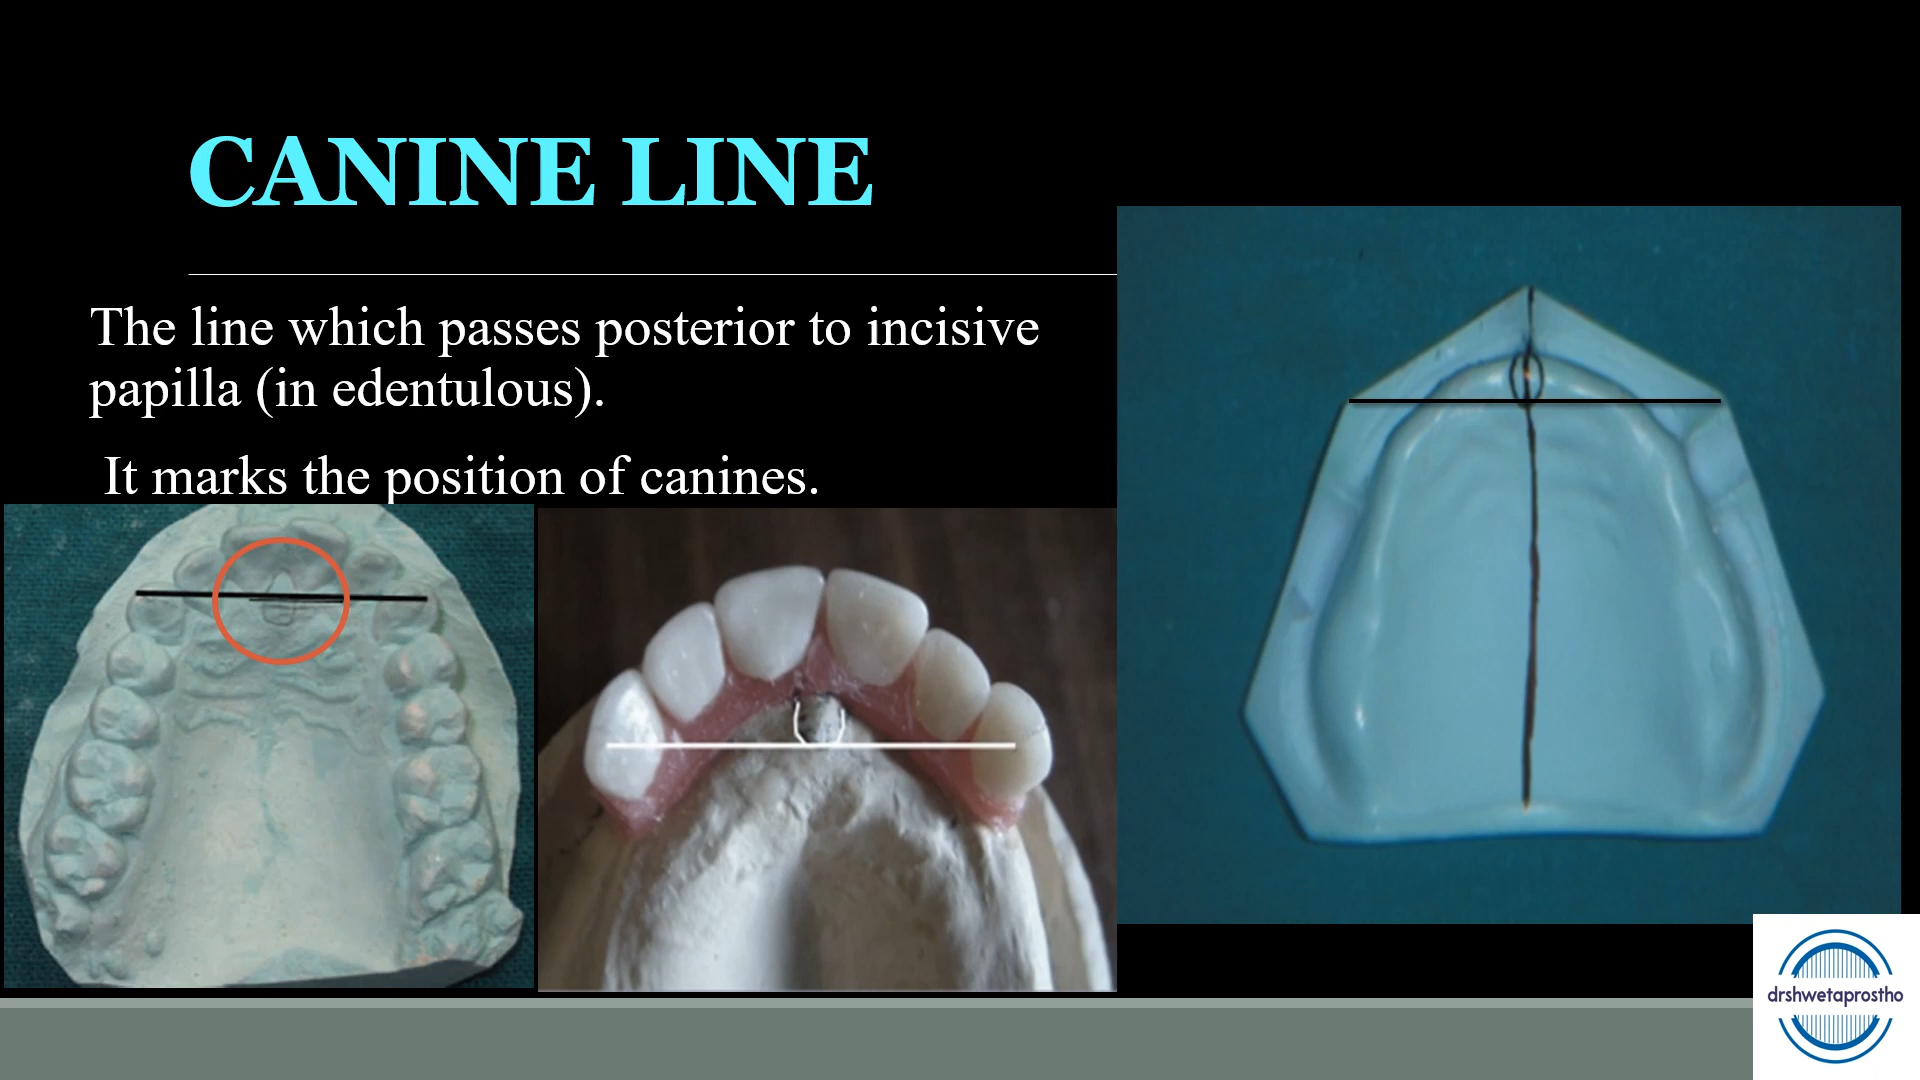 CANINE LINE
The line which passes posterior to incisive
papilla (in edentulous).
It marks the position of canines.
drshwetaprostho